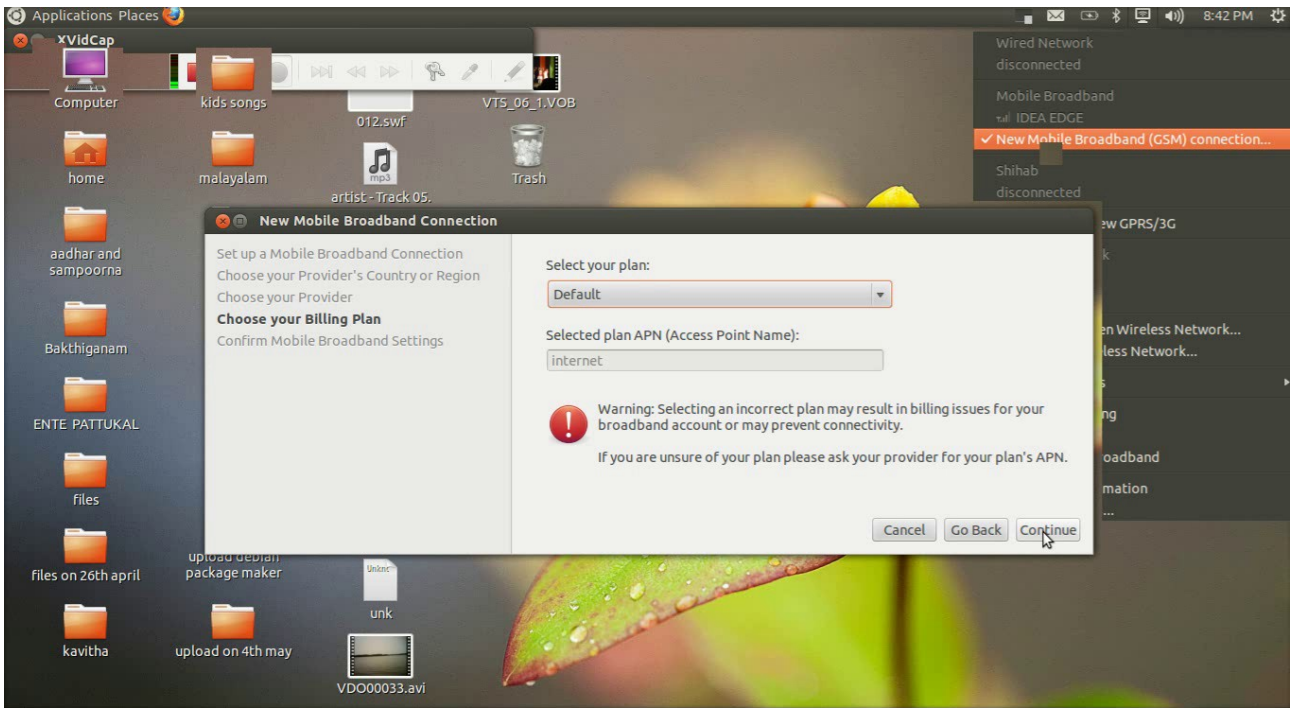 Applications Places
8:42 PM
XVidCap
Computer
kids songs
012.swf
VTS_06_1.VOB
home
malayalam
mp3
artist - Track 05.
Trash
aadhar and
sampoorna
Bakthiganam
ENTE PATTUKAL
files
files on 26th april
upload debian
package maker
unk
kavitha
upload on 4th may
VDO00033.avi
Wired Network
disconnected
Mobile Broadband
IDEA EDGE
✓ New Mobile Broadband (GSM) connection...
Shihab
disconnected
ew GPRS/3G
k
en Wireless Network...
less Network...
s
ng
oadband
mation
...
New Mobile Broadband Connection
Set up a Mobile Broadband Connection
Choose your Provider's Country or Region
Choose your Provider
Choose your Billing Plan
Confirm Mobile Broadband Settings
Select your plan:
Default
Selected plan APN (Access Point Name):
internet
Warning: Selecting an incorrect plan may result in billing issues for your
broadband account or may prevent connectivity.
If you are unsure of your plan please ask your provider for your plan's APN.
Cancel Go Back Continue